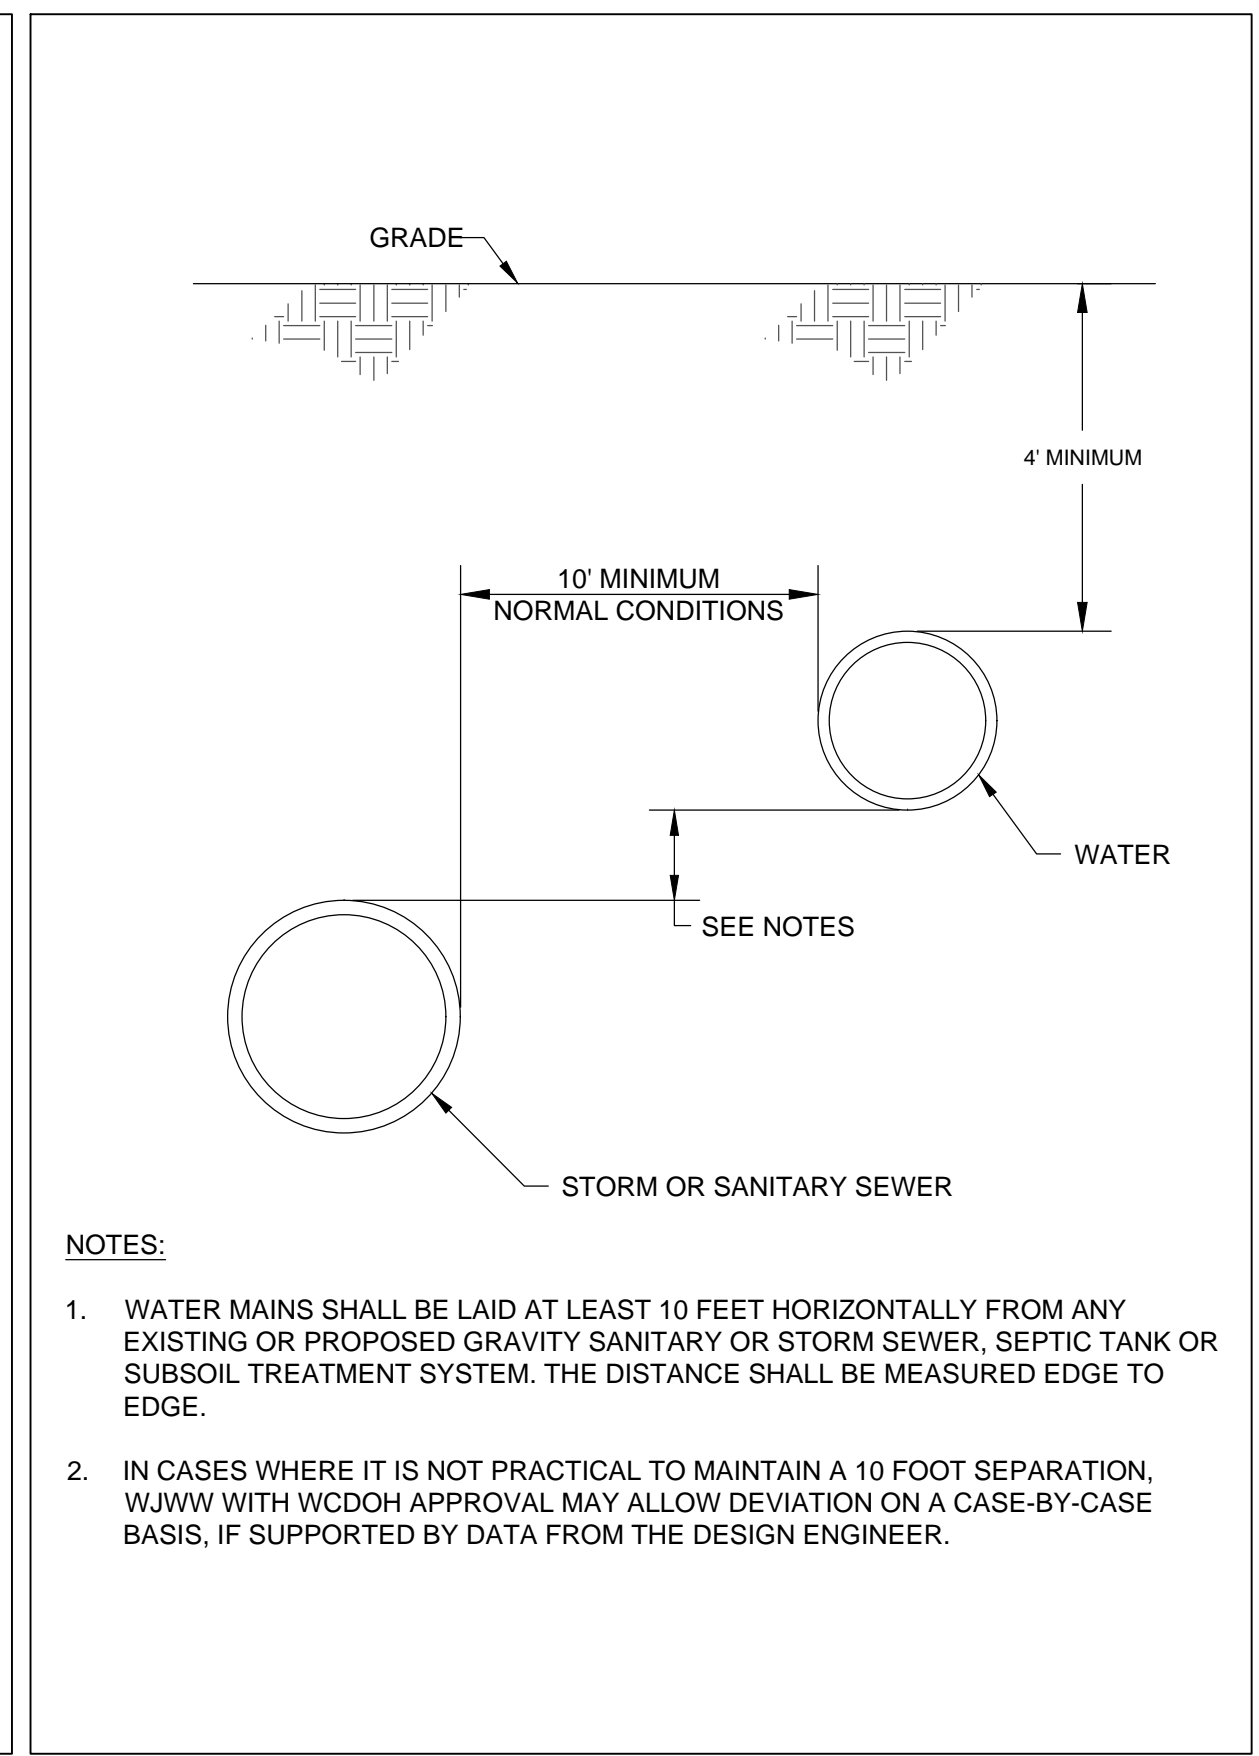 GRADE
4' MINIMUM
10' MINIMUM
NORMAL CONDITIONS
WATER
SEE NOTES
STORM OR SANITARY SEWER
NOTES:
1. WATER MAINS SHALL BE LAID AT LEAST 10 FEET HORIZONTALLY FROM ANY
EXISTING OR PROPOSED GRAVITY SANITARY OR STORM SEWER, SEPTIC TANK OR
SUBSOIL TREATMENT SYSTEM. THE DISTANCE SHALL BE MEASURED EDGE TO
EDGE.
2. IN CASES WHERE IT IS NOT PRACTICAL TO MAINTAIN A 10 FOOT SEPARATION,
WJWW WITH WCDOH APPROVAL MAY ALLOW DEVIATION ON A CASE-BY-CASE
BASIS, IF SUPPORTED BY DATA FROM THE DESIGN ENGINEER.